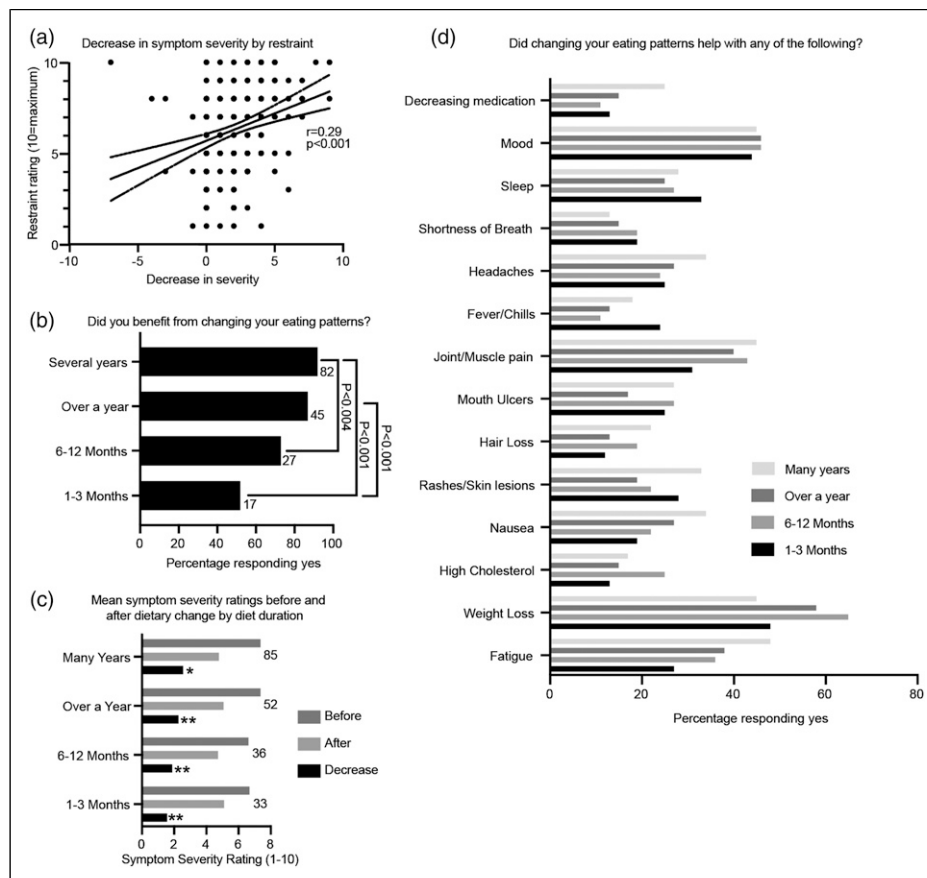 (a)
Decrease in symptom severity by restraint
Restraint rating (10=maximum)
10
5
0
r=0.29
p<0.001
-10
-5
0
5
10
Decrease in severity
(b)
Did you benefit from changing your eating patterns?
Several years
82
Over a year
45
6-12 Months
27
1-3 Months
17
P<0.004
P<0.001
P<0.001
0
20
40
60
80
100
Percentage responding yes
(c)
Mean symptom severity ratings before and
after dietary change by diet duration
Many Years
85
*
Over a Year
52
**
6-12 Months
36
**
1-3 Months
33
**
Before
After
Decrease
0
2
4
6
8
Symptom Severity Rating (1-10)
(d)
Did changing your eating patterns help with any of the following?
Decreasing medication
Mood
Sleep
Shortness of Breath
Headaches
Fever/Chills
Joint/Muscle pain
Mouth Ulcers
Hair Loss
Rashes/Skin lesions
Nausea
High Cholesterol
Weight Loss
Fatigue
Many years
Over a year
6-12 Months
1-3 Months
0
20
40
60
80
Percentage responding yes